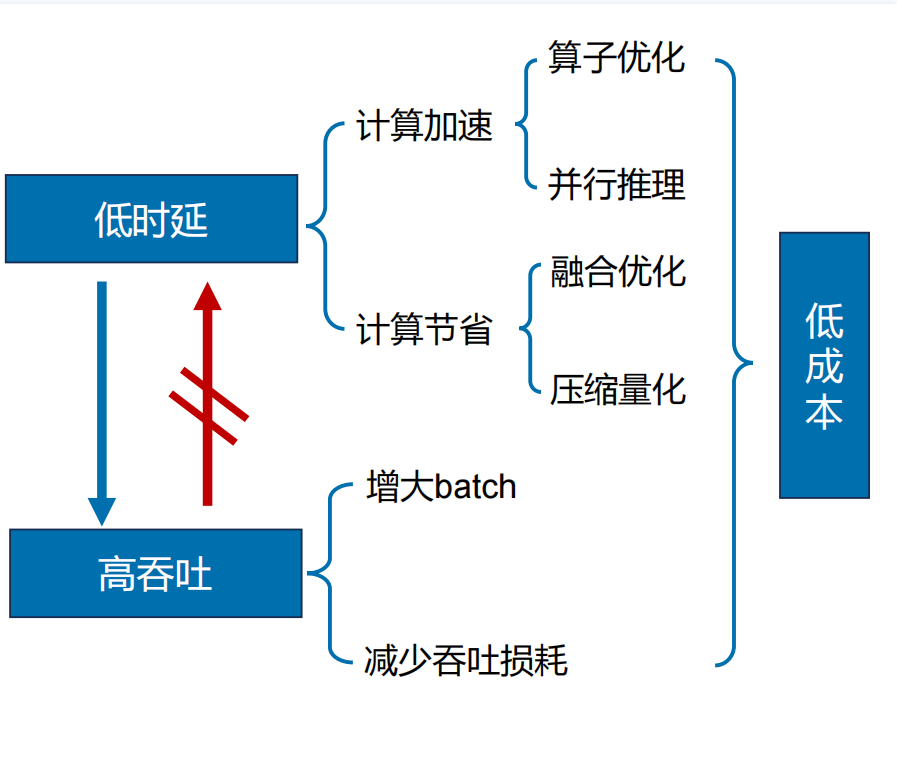 算子优化
计算加速
并行推理
低时延
融合优化
计算节省
压缩量化
增大batch
高吞吐
减少吞吐损耗
低成本